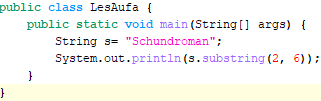 public class LesAufa {
    public static void main(String[] args) {
        String s= "Schundroman";
        System.out.println(s.substring(2, 6));
    }
}